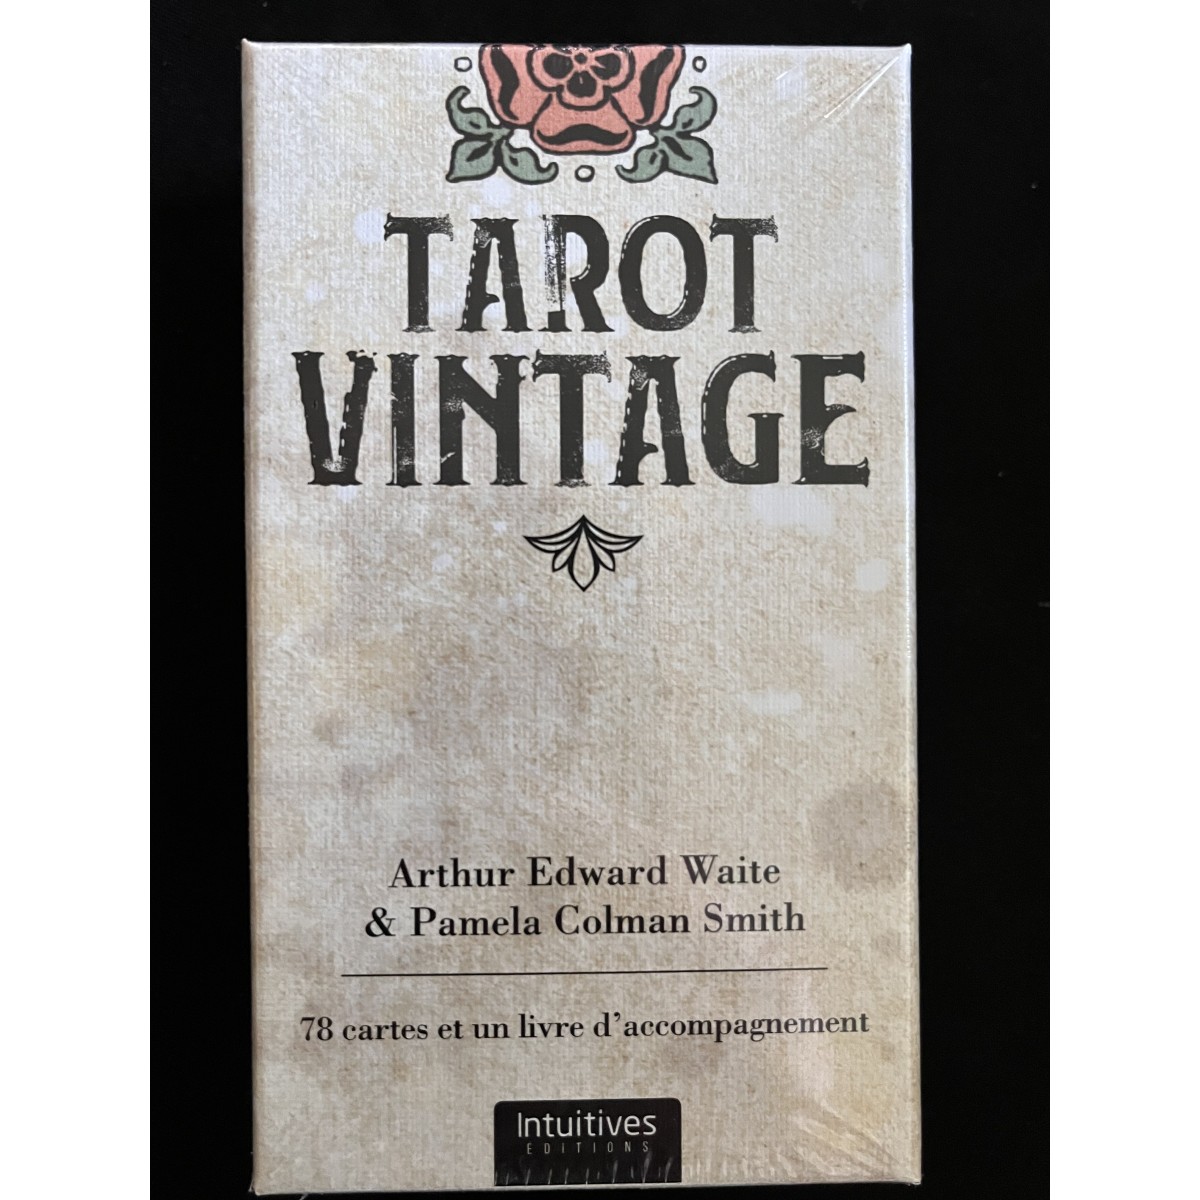 TAROT
VINTAGE
Arthur Edward Waite
& Pamela Colman Smith
78 cartes et un livre d'accompagnement
Intuitives
EDITIONS